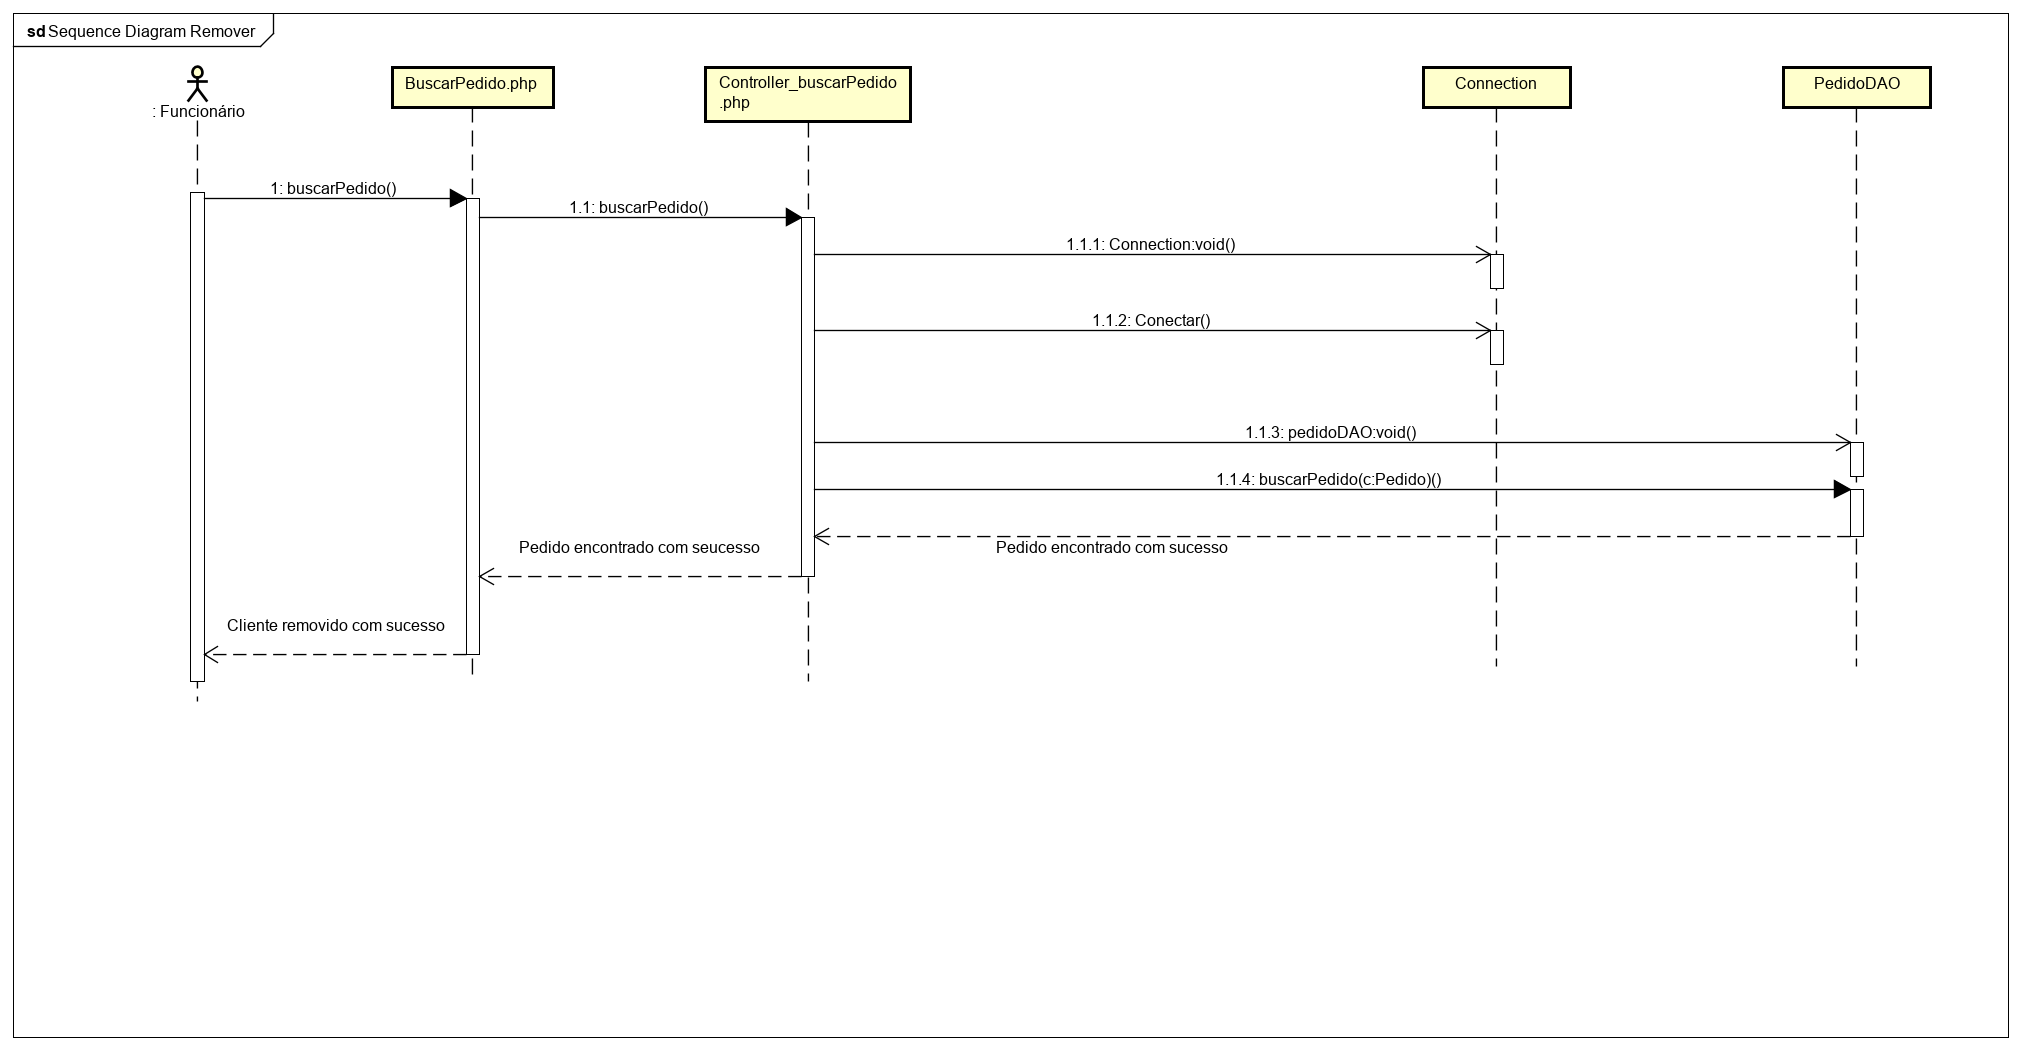 sd Sequence Diagram Remover
: Funcionário
BuscarPedido.php
Controller_buscarPedido
.php
Connection
PedidoDAO
1: buscarPedido()
1.1: buscarPedido()
1.1.1: Connection:void()
1.1.2: Conectar()
1.1.3: pedidoDAO:void()
1.1.4: buscarPedido(c:Pedido)()
Pedido encontrado com seucesso
Pedido encontrado com sucesso
Cliente removido com sucesso